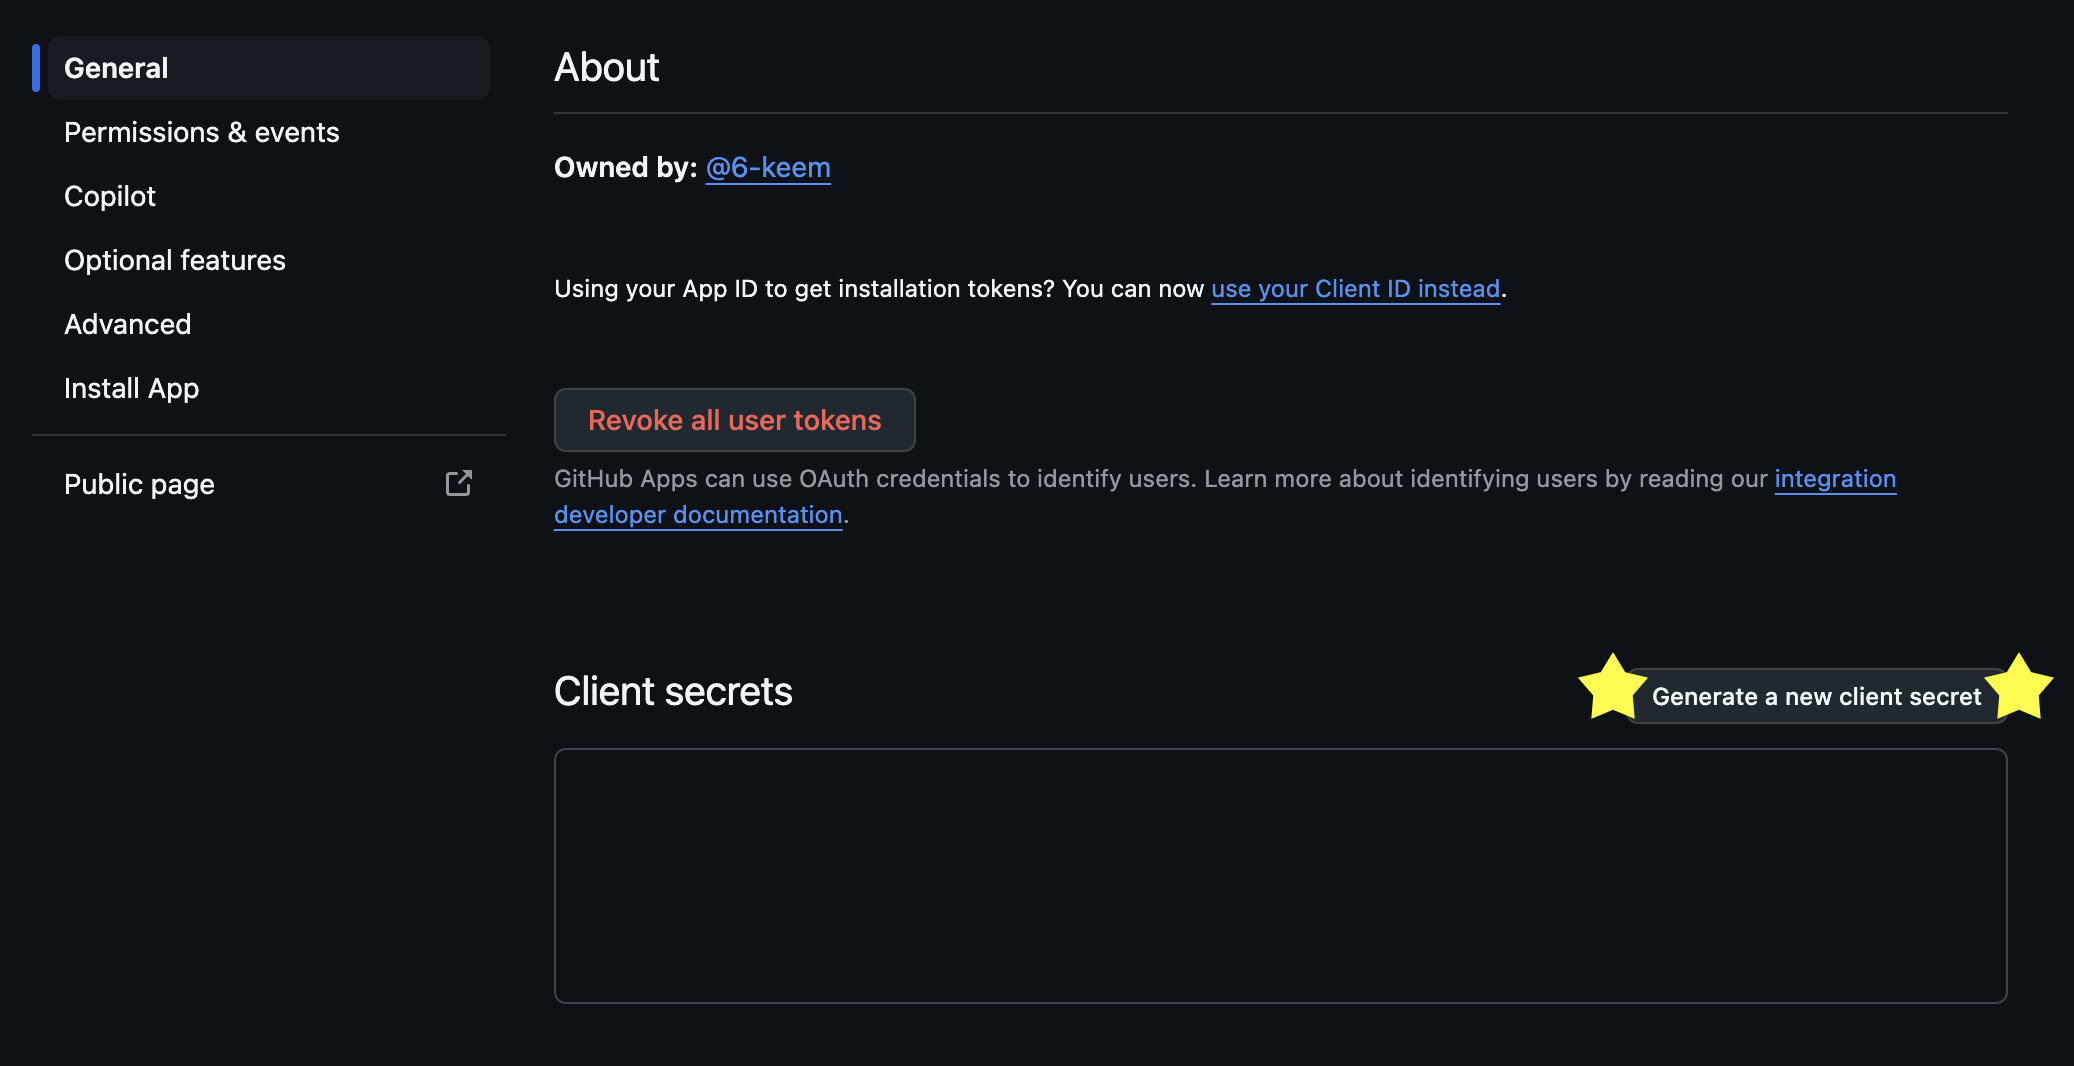 General
Permissions & events
Copilot
Optional features
Advanced
Install App
Public page
About
Owned by: @6-keem
Using your App ID to get installation tokens? You can now use your Client ID instead.
Revoke all user tokens
GitHub Apps can use OAuth credentials to identify users. Learn more about identifying users by reading our integration
developer documentation.
Client secrets
Generate a new client secret